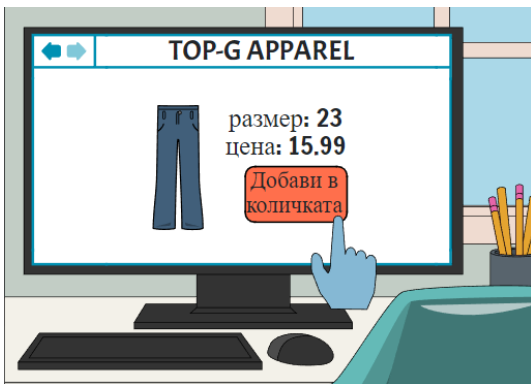 TOP-G APPAREL
размер: 23
цена: 15.99
Добави в
количката